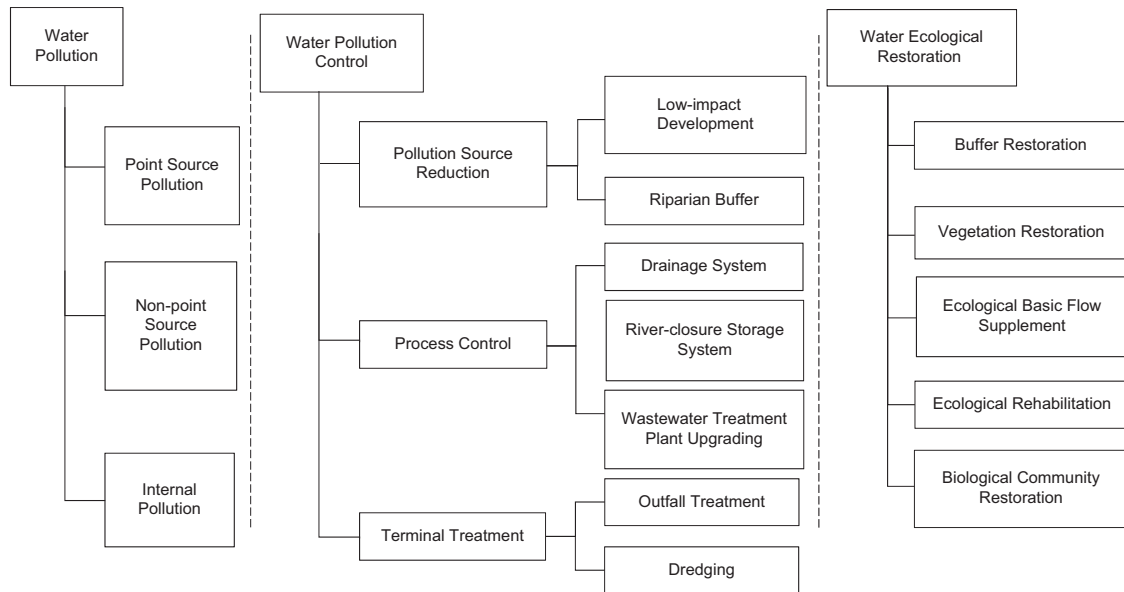 Water
Pollution
Point Source
Pollution
Non-point
Source
Pollution
Internal
Pollution
Water Pollution
Control
Pollution Source
Reduction
Low-impact
Development
Riparian Buffer
Process Control
Drainage System
River-closure Storage
System
Wastewater Treatment
Plant Upgrading
Terminal Treatment
Outfall Treatment
Dredging
Water Ecological
Restoration
Buffer Restoration
Vegetation Restoration
Ecological Basic Flow
Supplement
Ecological Rehabilitation
Biological Community
Restoration